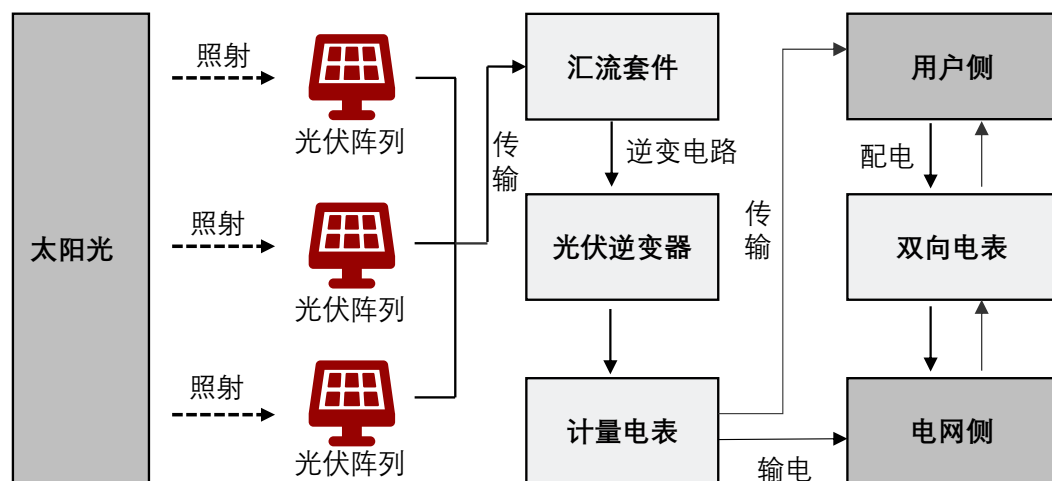 太阳光
照射
光伏阵列
照射
光伏阵列
照射
光伏阵列
传
输
汇流套件
逆变电路
光伏逆变器
计量电表
传
输
输电
用户侧
配电
双向电表
电网侧